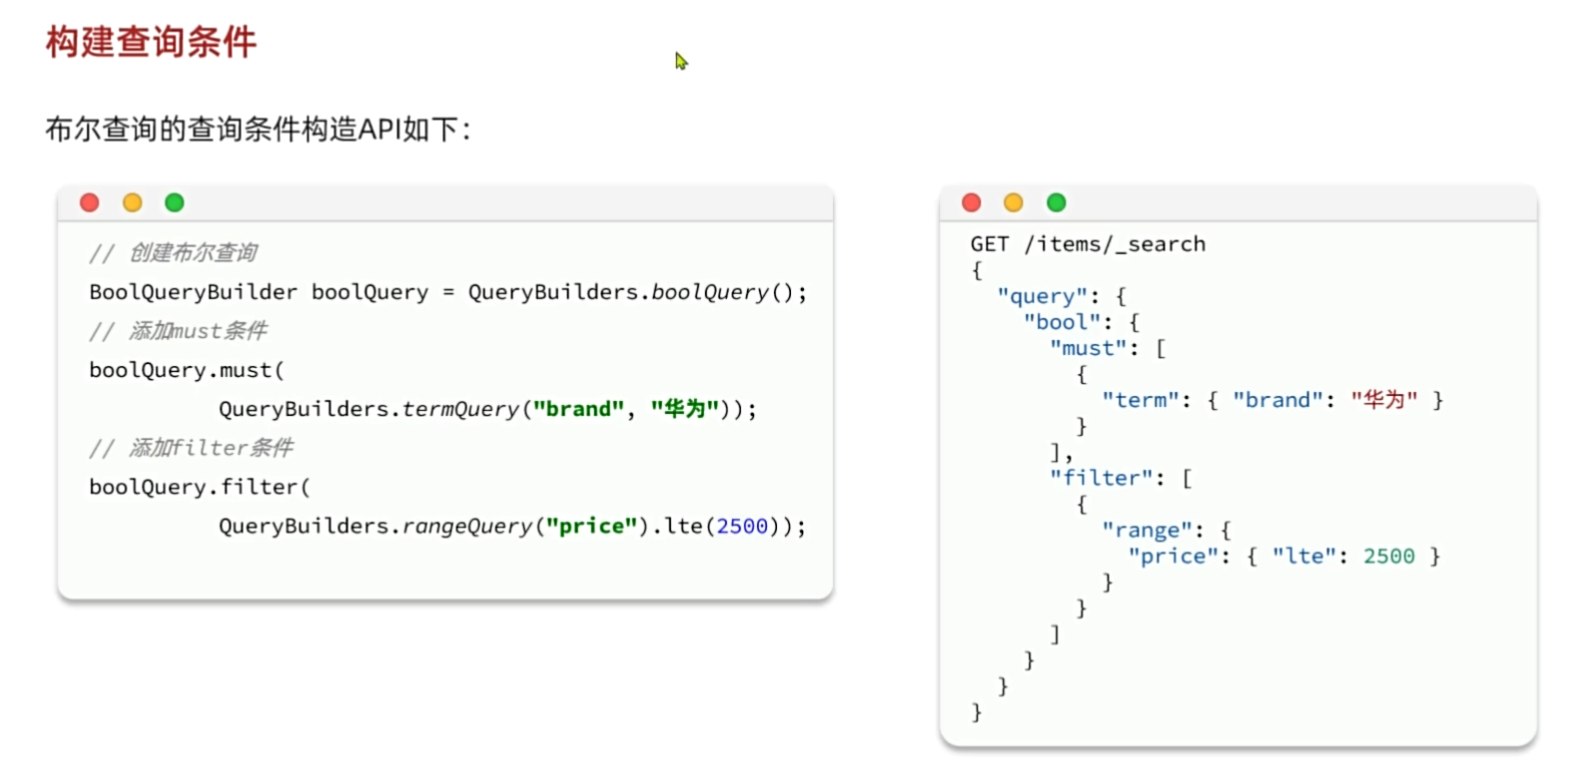 构建查询条件
布尔查询的查询条件构造API如下：
// 创建布尔查询
BoolQueryBuilder boolQuery = QueryBuilders.boolQuery();
// 添加must条件
boolQuery.must(
QueryBuilders.termQuery("brand", "华为"));
// 添加filter条件
boolQuery.filter(
QueryBuilders.rangeQuery("price").lte(2500));
GET /items/_search
{
"query": {
"bool": {
"must": [
{
"term": { "brand": "华为" }
}
],
"filter": [
{
"range": {
"price": { "lte": 2500 }
}
}
]
}
}
}